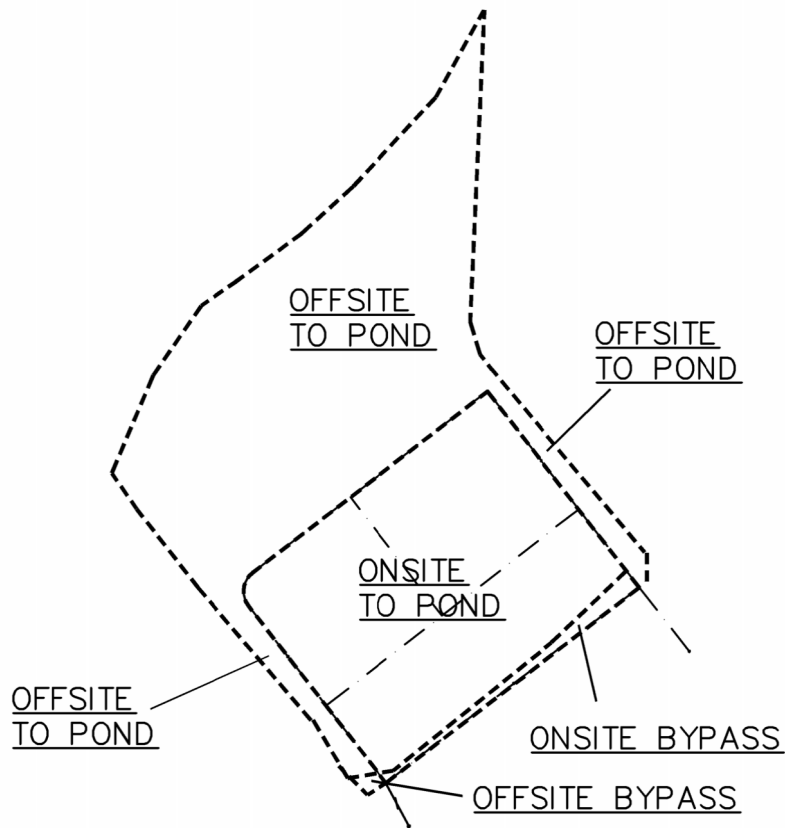 OFFSITE
TO POND
OFFSITE
TO POND
ONSITE
TO POND
OFFSITE
TO POND
ONSITE BYPASS
OFFSITE BYPASS